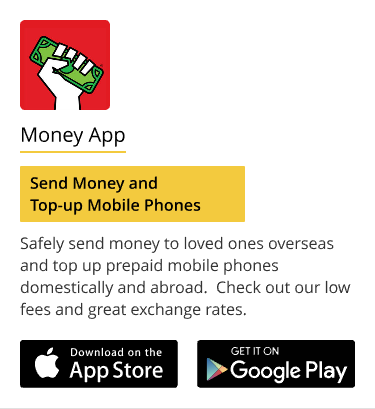 Money App
Send Money and
Top-up Mobile Phones
Safely send money to loved ones overseas
and top up prepaid mobile phones
domestically and abroad.  Check out our low
fees and great exchange rates.
Download on the
App Store
GET IT ON
Google Play